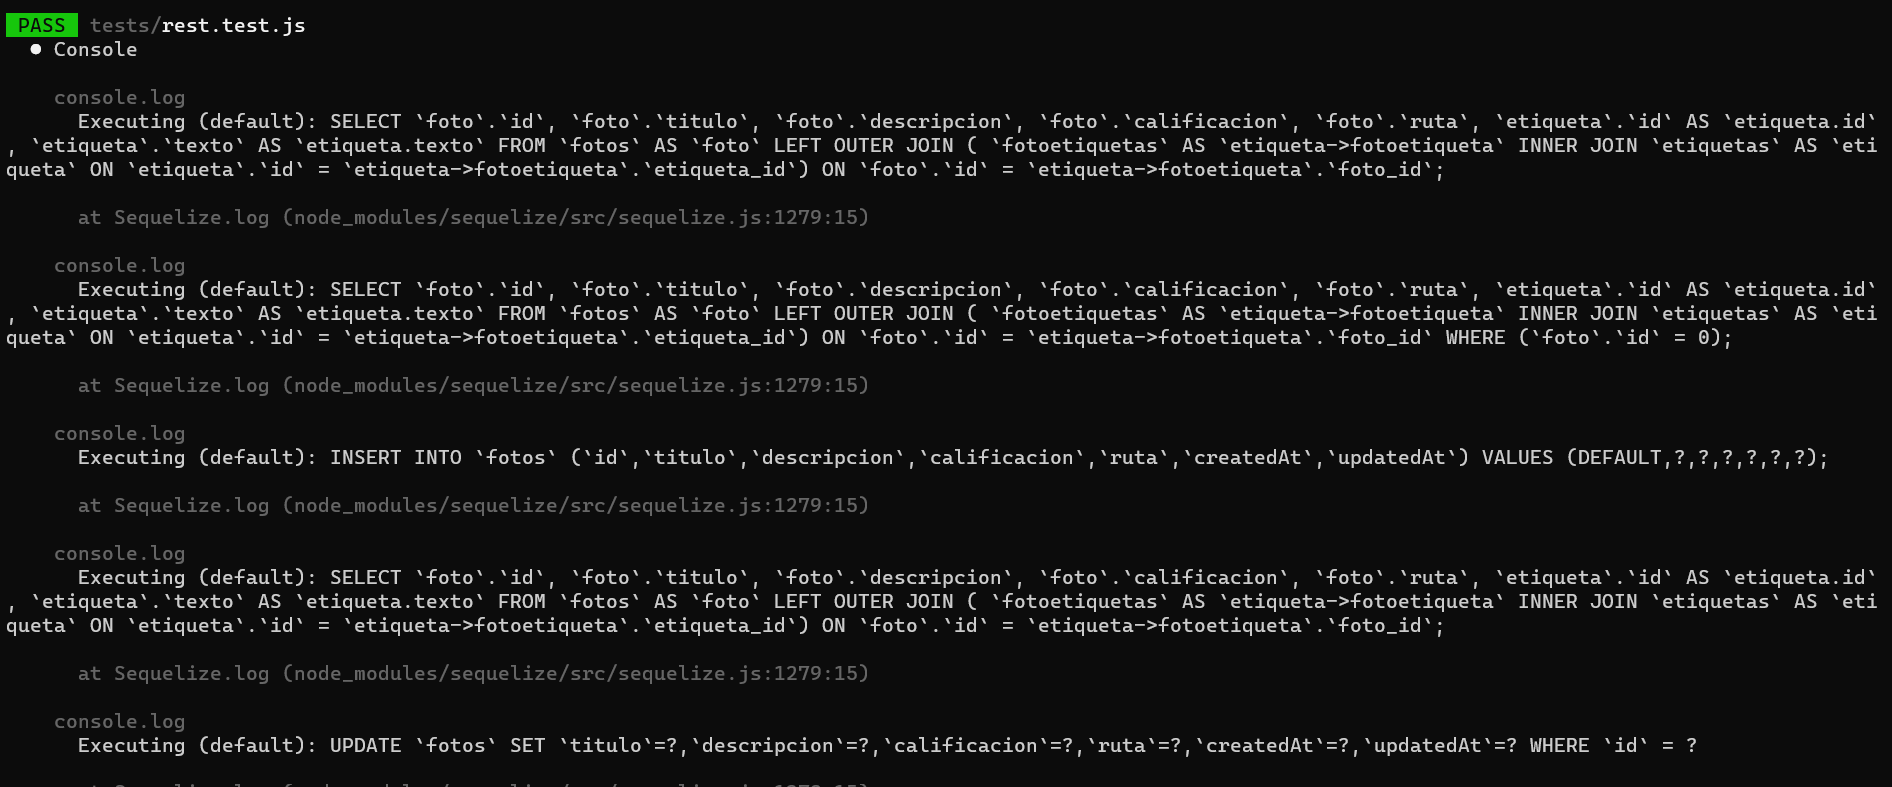 PASS tests/rest.test.js
● Console
console.log
Executing (default): SELECT `foto`.`id`, `foto`.`titulo`, `foto`.`descripcion`, `foto`.`calificacion`, `foto`.`ruta`, `etiqueta`.`id` AS `etiqueta.id`
, `etiqueta`.`texto` AS `etiqueta.texto` FROM `fotos` AS `foto` LEFT OUTER JOIN ( `fotoetiquetas` AS `etiqueta->fotoetiqueta` INNER JOIN `etiquetas` AS `eti
queta` ON `etiqueta`.`id` = `etiqueta->fotoetiqueta`.`etiqueta_id`) ON `foto`.`id` = `etiqueta->fotoetiqueta`.`foto_id`;
at Sequelize.log (node_modules/sequelize/src/sequelize.js:1279:15)
console.log
Executing (default): SELECT `foto`.`id`, `foto`.`titulo`, `foto`.`descripcion`, `foto`.`calificacion`, `foto`.`ruta`, `etiqueta`.`id` AS `etiqueta.id`
, `etiqueta`.`texto` AS `etiqueta.texto` FROM `fotos` AS `foto` LEFT OUTER JOIN ( `fotoetiquetas` AS `etiqueta->fotoetiqueta` INNER JOIN `etiquetas` AS `eti
queta` ON `etiqueta`.`id` = `etiqueta->fotoetiqueta`.`etiqueta_id`) ON `foto`.`id` = `etiqueta->fotoetiqueta`.`foto_id` WHERE (`foto`.`id` = 0);
at Sequelize.log (node_modules/sequelize/src/sequelize.js:1279:15)
console.log
Executing (default): INSERT INTO `fotos` (`id`,`titulo`,`descripcion`,`calificacion`,`ruta`,`createdAt`,`updatedAt`) VALUES (DEFAULT,?,?,?,?,?,?);
at Sequelize.log (node_modules/sequelize/src/sequelize.js:1279:15)
console.log
Executing (default): SELECT `foto`.`id`, `foto`.`titulo`, `foto`.`descripcion`, `foto`.`calificacion`, `foto`.`ruta`, `etiqueta`.`id` AS `etiqueta.id`
, `etiqueta`.`texto` AS `etiqueta.texto` FROM `fotos` AS `foto` LEFT OUTER JOIN ( `fotoetiquetas` AS `etiqueta->fotoetiqueta` INNER JOIN `etiquetas` AS `eti
queta` ON `etiqueta`.`id` = `etiqueta->fotoetiqueta`.`etiqueta_id`) ON `foto`.`id` = `etiqueta->fotoetiqueta`.`foto_id`;
at Sequelize.log (node_modules/sequelize/src/sequelize.js:1279:15)
console.log
Executing (default): UPDATE `fotos` SET `titulo`=?,`descripcion`=?,`calificacion`=?,`ruta`=?,`createdAt`=?,`updatedAt`=? WHERE `id` = ?